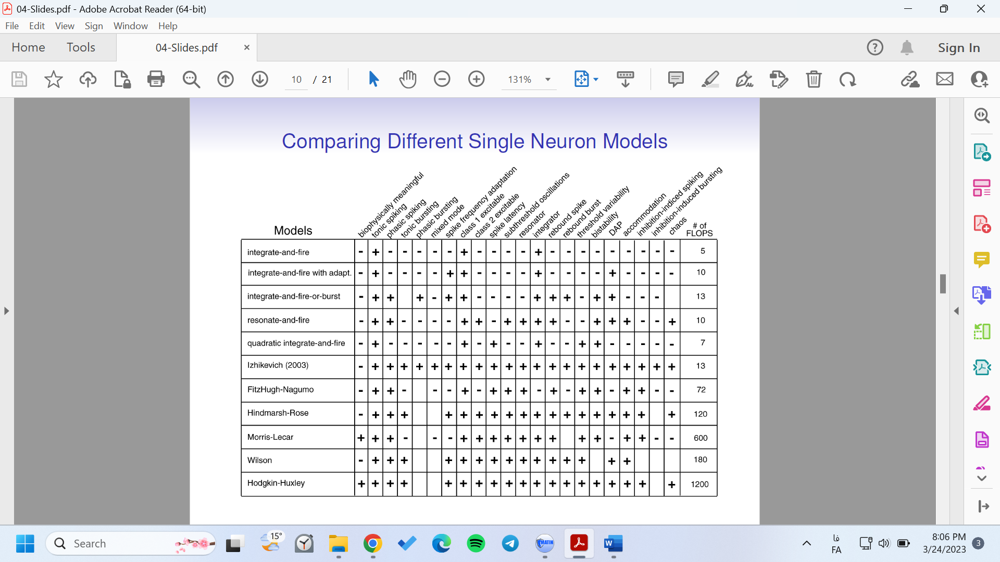 04-Slides.pdf - Adobe Acrobat Reader (64-bit)
File Edit View Sign Window Help
Home Tools 04-Slides.pdf × Sign In
10 / 21 131%
Comparing Different Single Neuron Models
Models
biophysically meaningful
tonic spiking
phasic spiking
tonic bursting
phasic bursting
mixed mode
spike frequency adaptation
class 1 excitable
class 2 excitable
spike latency
subthreshold oscillations
resonator
integrator
rebound spike
rebound burst
threshold variability
bistability
DAP
accommodation
inhibition-indiced spiking
inhibition-induced bursting
chaos
# of
FLOPS
integrate-and-fire - + - - - - - + - - - - + - - - - - - - - - 5
integrate-and-fire with adapt. - + - - - - + + - - - - + - - - - + - - - - 10
integrate-and-fire-or-burst - + + + - + + - - - - + + + - + + - - - 13
resonate-and-fire - + + - - - - + + - + + + + - - + + + - - + 10
quadratic integrate-and-fire - + - - - - - + - + - - + - - + + - - - - - 7
Izhikevich (2003) - + + + + + + + + + + + + + + + + + + + + + 13
FitzHugh-Nagumo - + + - - - + - + + + - + - + + - + + - - 72
Hindmarsh-Rose - + + + + + + + + + + + + + + + + + + 120
Morris-Lecar + + + - - - + + + + + + + + + - + + - - 600
Wilson - + + + + + + + + + + + + + + + 180
Hodgkin-Huxley + + + + + + + + + + + + + + + + + + + 1200
Search
15°
MATIN
فا
FA
8:06 PM
3/24/2023
3